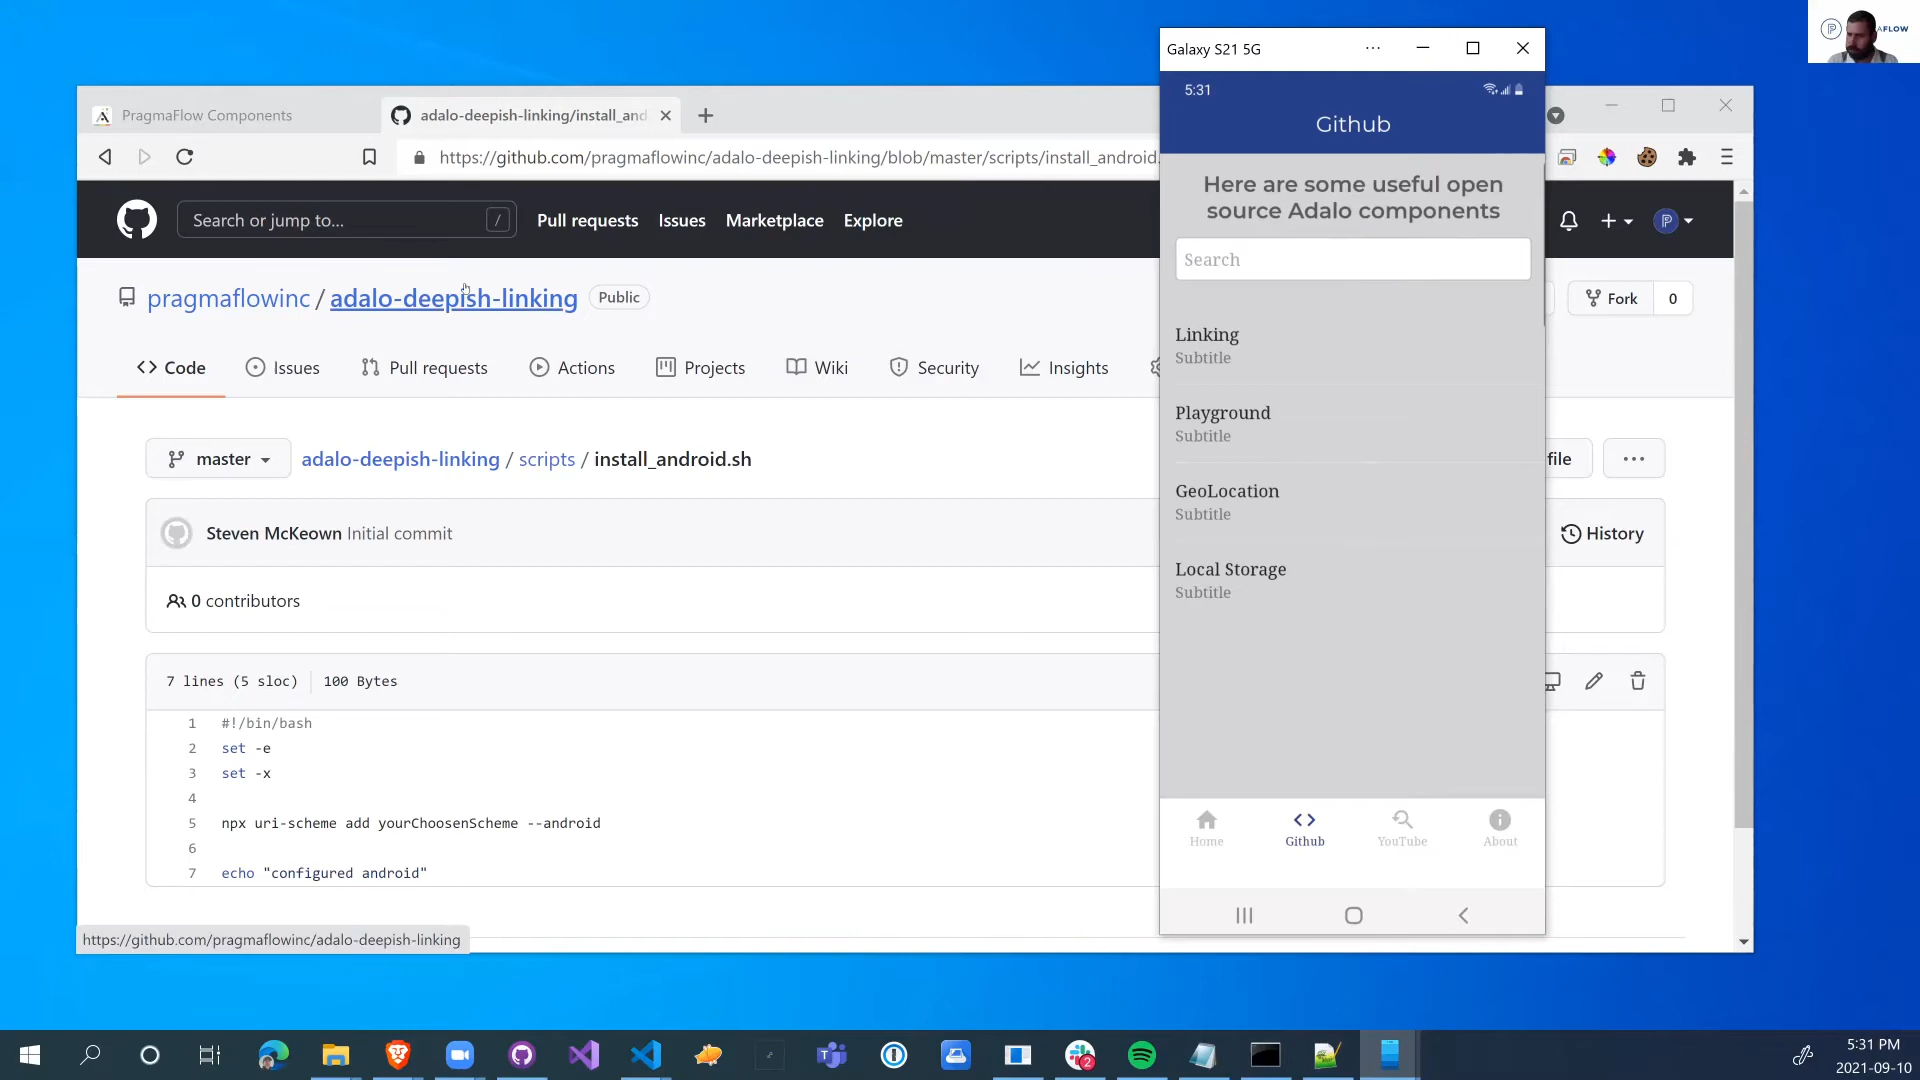 Galaxy S21 5G
AFLOW
5:31
Github
Here are some useful open
source Adalo components
Search
Linking
Subtitle
Playground
Subtitle
GeoLocation
Subtitle
Local Storage
Subtitle
Home
Github
YouTube
About
PragmaFlow Components
adalo-deepish-linking/install_and
https://github.com/pragmaflowinc/adalo-deepish-linking/blob/master/scripts/install_android.
Search or jump to...
/
Pull requests
Issues
Marketplace
Explore
pragmaflowinc / adalo-deepish-linking
Public
Fork
0
Code
Issues
Pull requests
Actions
Projects
Wiki
Security
Insights
master
adalo-deepish-linking / scripts / install_android.sh
file
Steven McKeown Initial commit
History
0 contributors
7 lines (5 sloc)
100 Bytes
1 #!/bin/bash
2 set -e
3 set -x
4
5 npx uri-scheme add yourChoosenScheme --android
6
7 echo "configured android"
https://github.com/pragmaflowinc/adalo-deepish-linking
2
5:31 PM
2021-09-10